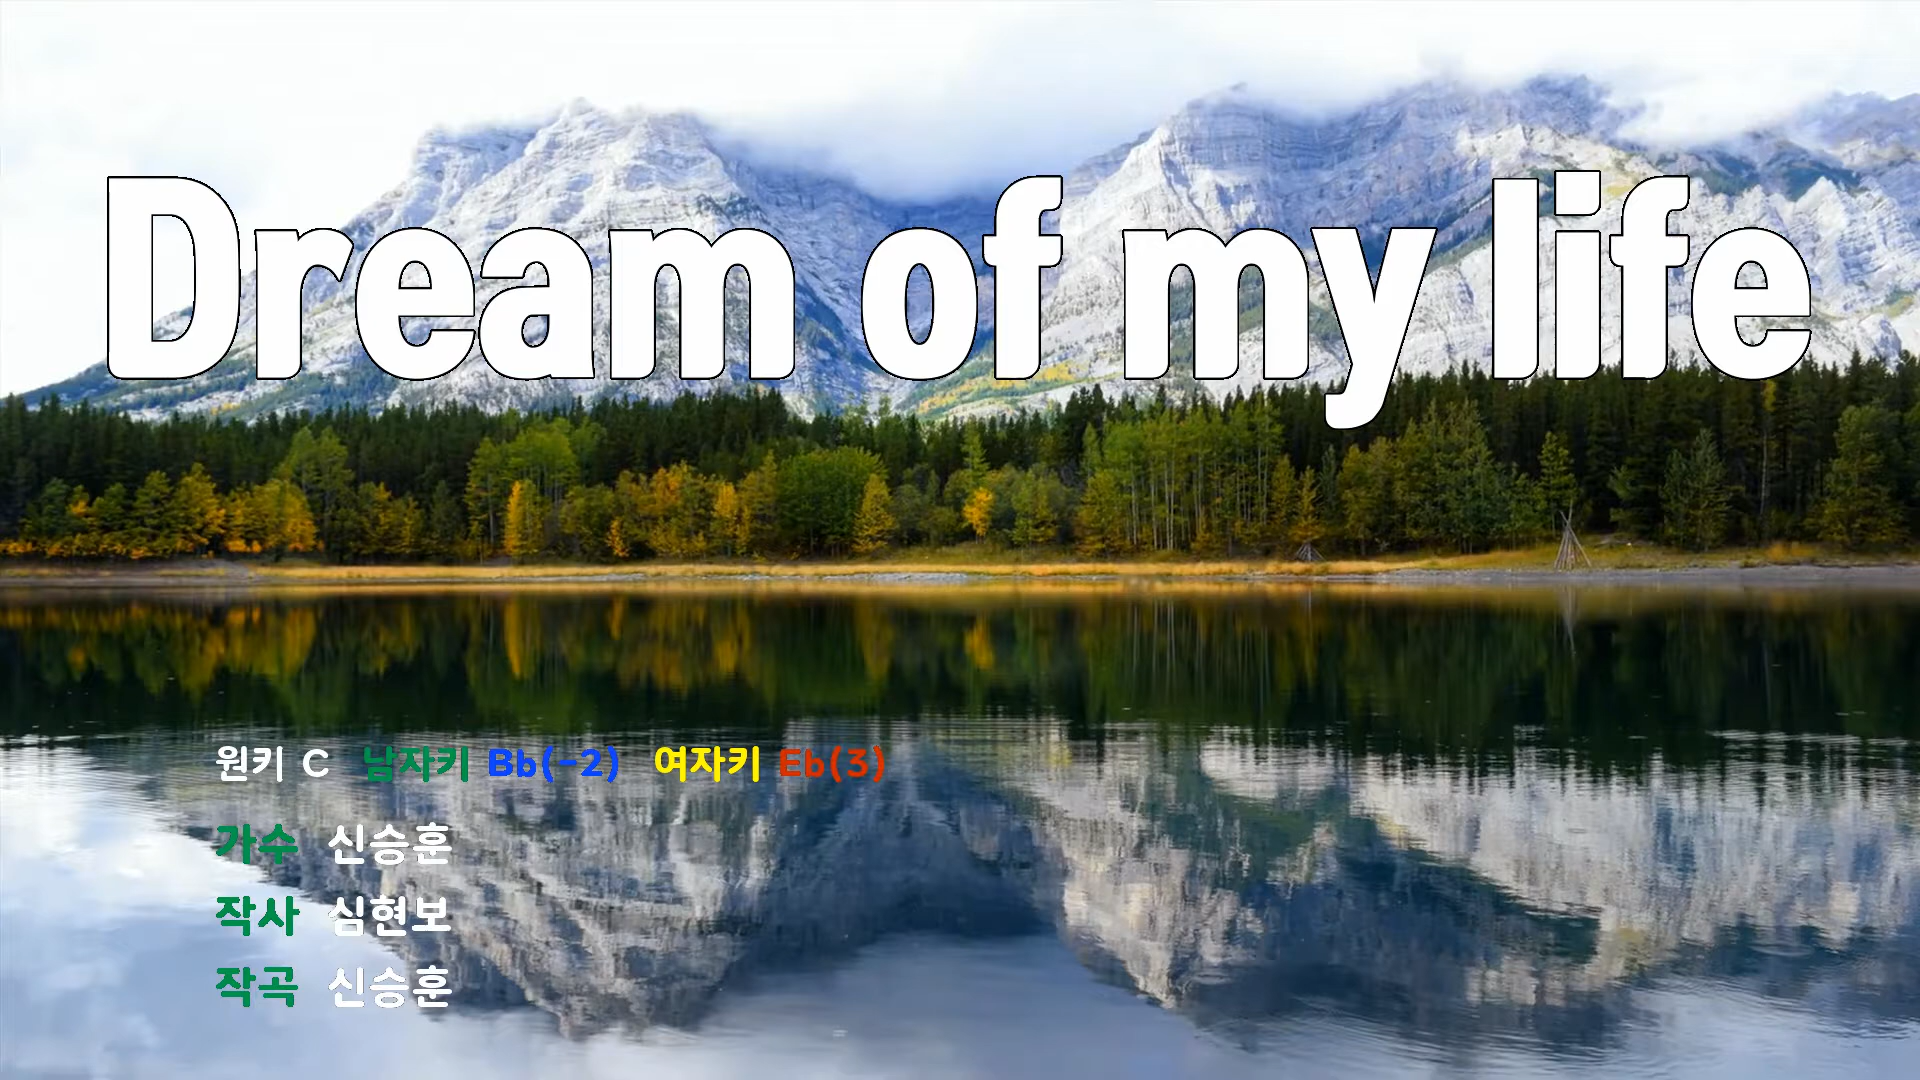 Dream of my life
원키 C 남자키 Bb(-2) 여자키 Eb(3)
가수 신승훈
작사 심현보
작곡 신승훈